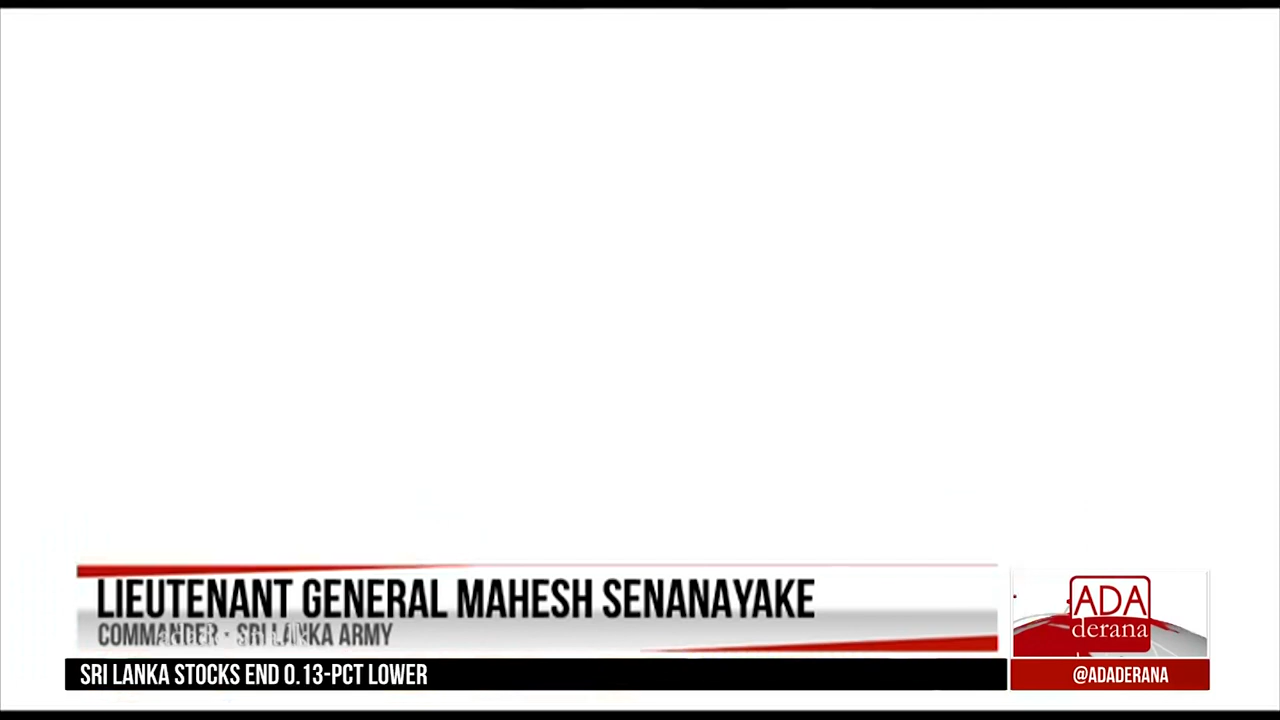 LIEUTENANT GENERAL MAHESH SENANAYAKE
COMMANDER - SRI LANKA ARMY
SRI LANKA STOCKS END 0.13-PCT LOWER
ADA
derana
@ADADERANA